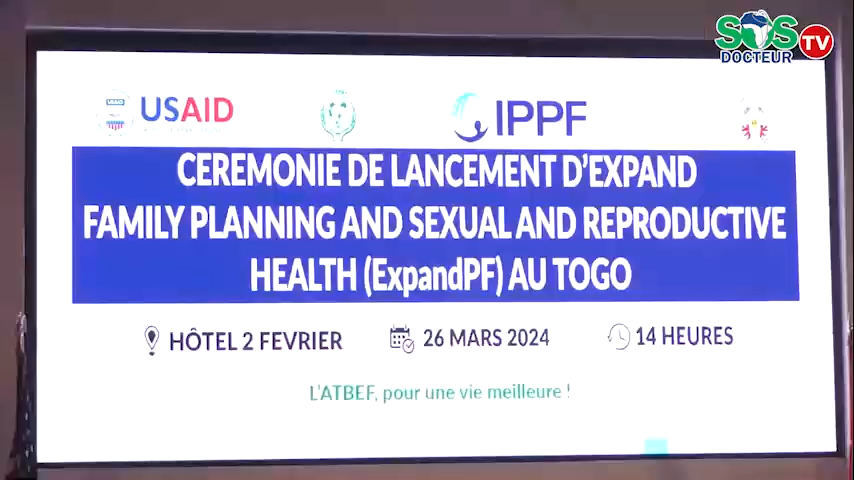 SOS
TV
DOCTEUR
USAID
USAID
IPPF
CEREMONIE DE LANCEMENT D'EXPAND
FAMILY PLANNING AND SEXUAL AND REPRODUCTIVE
HEALTH (ExpandPF) AU TOGO
HÔTEL 2 FEVRIER
26 MARS 2024
14 HEURES
L'ATBEF, pour une vie meilleure !